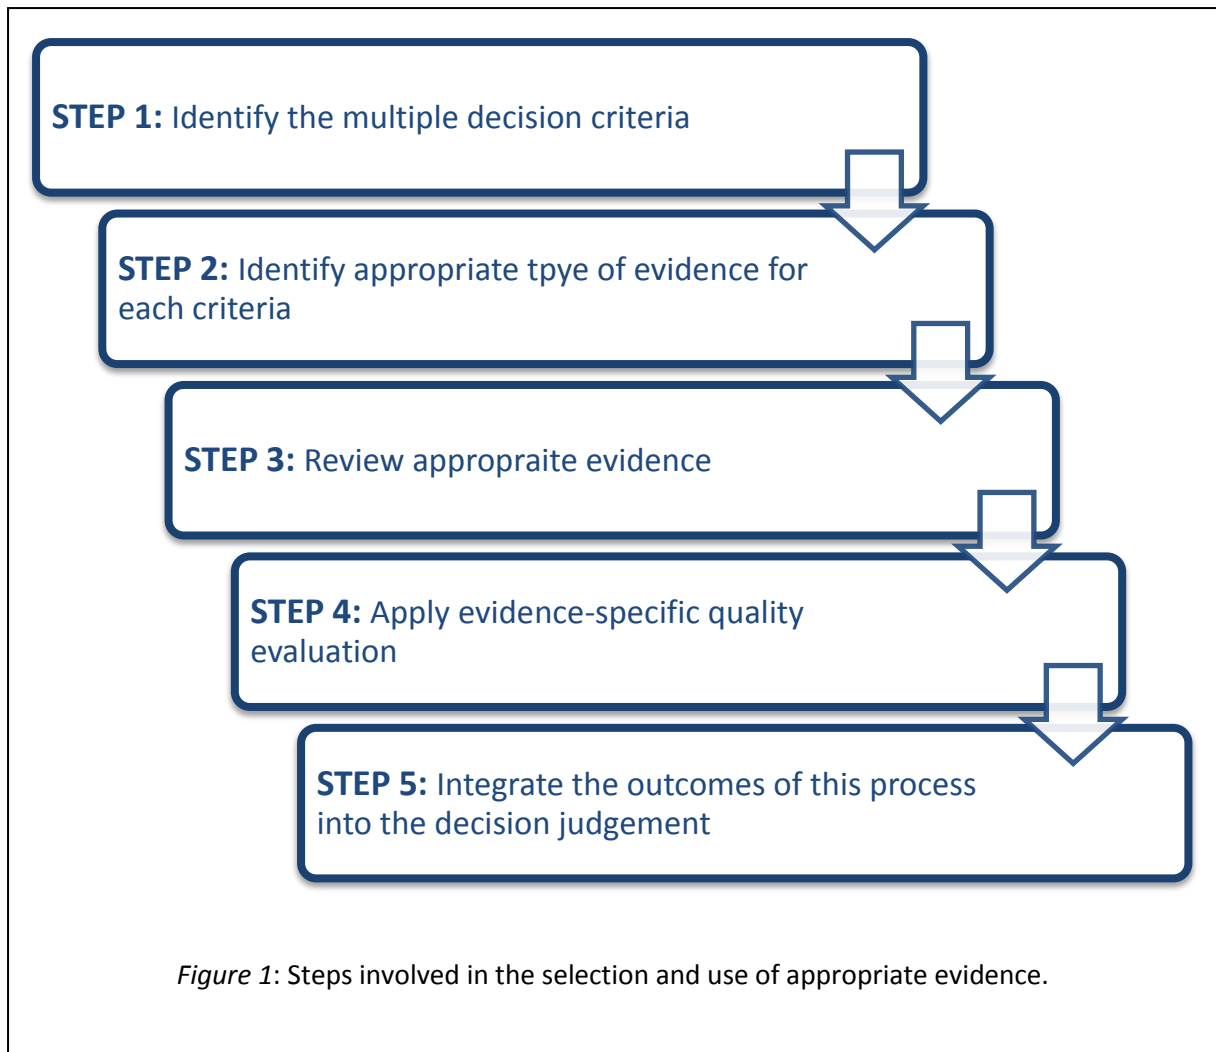 STEP 1: Identify the multiple decision criteria
STEP 2: Identify appropriate tpye of evidence for
each criteria
STEP 3: Review appropraite evidence
STEP 4: Apply evidence-specific quality
evaluation
STEP 5: Integrate the outcomes of this process
into the decision judgement
Figure 1: Steps involved in the selection and use of appropriate evidence.